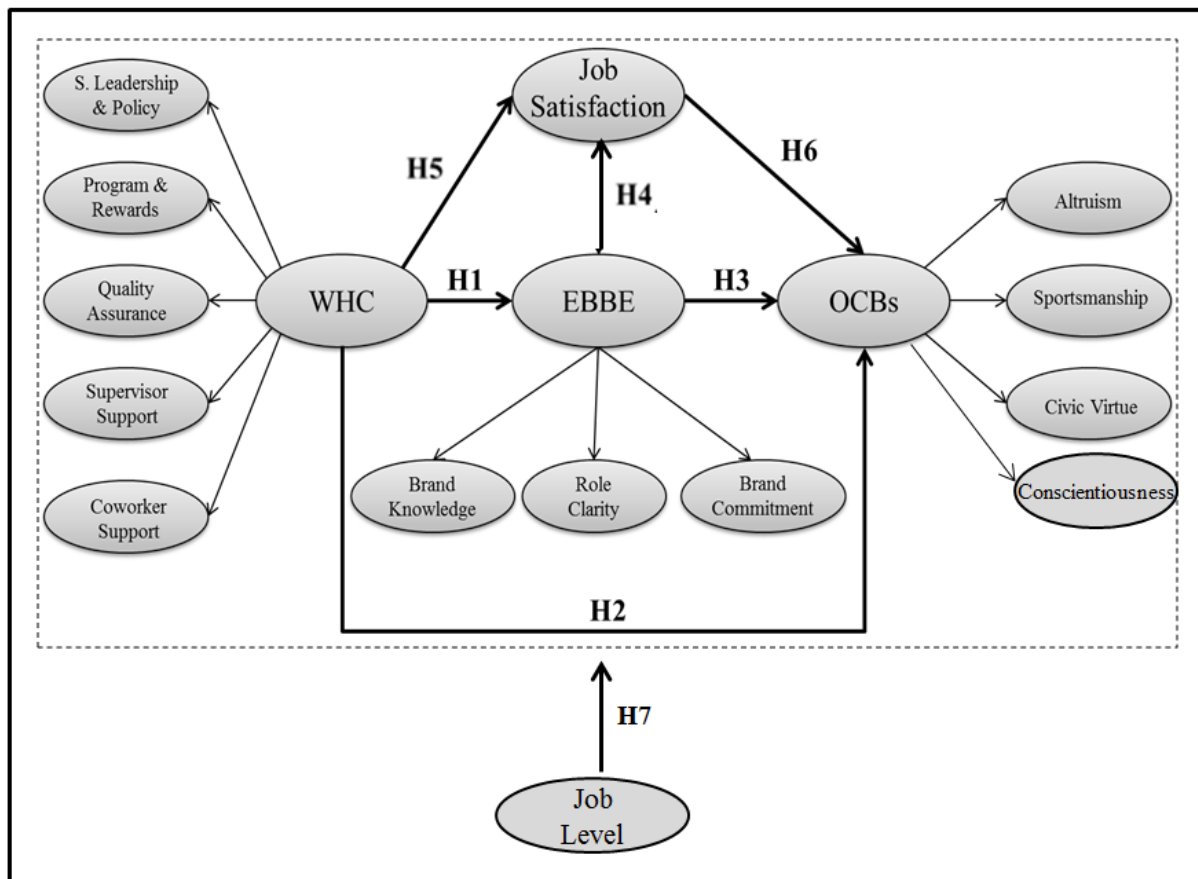 S. Leadership
& Policy
Program &
Rewards
Quality
Assurance
Supervisor
Support
Coworker
Support
Job
Satisfaction
H5
H4
H6
WHC
H1
EBBE
H3
OCBs
Altruism
Sportsmanship
Civic Virtue
Conscientiousness
Brand
Knowledge
Role
Clarity
Brand
Commitment
H2
H7
Job
Level